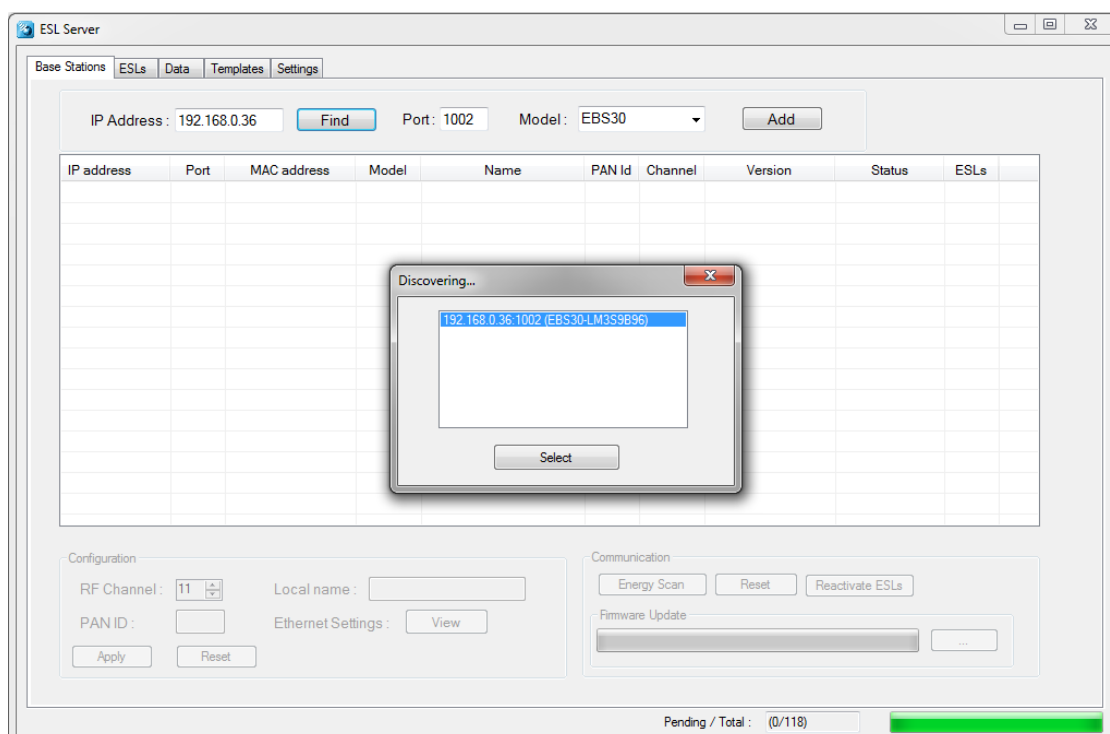 ESL Server
Base Stations ESLs Data Templates Settings
IP Address : 192.168.0.36 Find Port : 1002 Model : EBS30 Add
IP address Port MAC address Model Name PAN Id Channel Version Status ESLs
Discovering...
192.168.0.36:1002 (EBS30-LM3S9B96)
Select
Configuration
RF Channel : 11 Local name :
PAN ID : Ethernet Settings : View
Apply Reset
Communication
Energy Scan Reset Reactivate ESLs
Firmware Update
...
Pending / Total : (0/118)